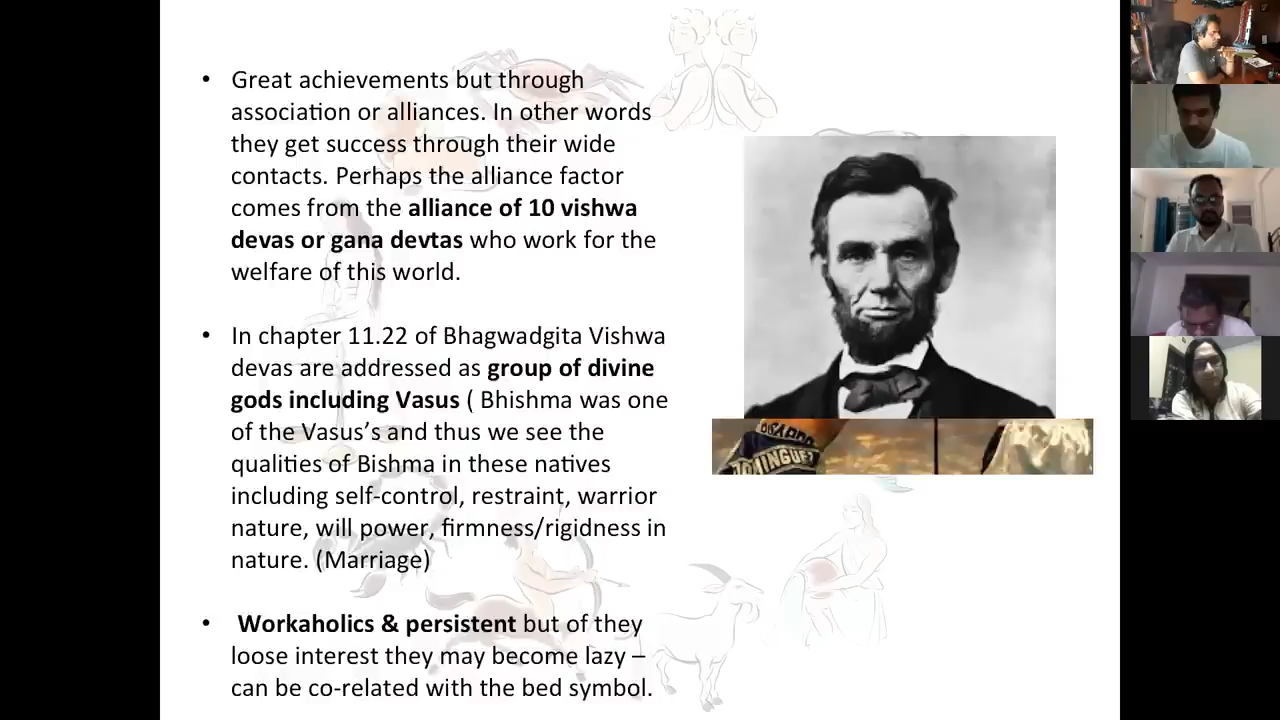 • Great achievements but through
association or alliances. In other words
they get success through their wide
contacts. Perhaps the alliance factor
comes from the alliance of 10 vishwa
devas or gana devtas who work for the
welfare of this world.
• In chapter 11.22 of Bhagwadgita Vishwa
devas are addressed as group of divine
gods including Vasus ( Bhishma was one
of the Vasus’s and thus we see the
qualities of Bishma in these natives
including self-control, restraint, warrior
nature, will power, firmness/rigidness in
nature. (Marriage)
• Workaholics & persistent but of they
loose interest they may become lazy –
can be co-related with the bed symbol.